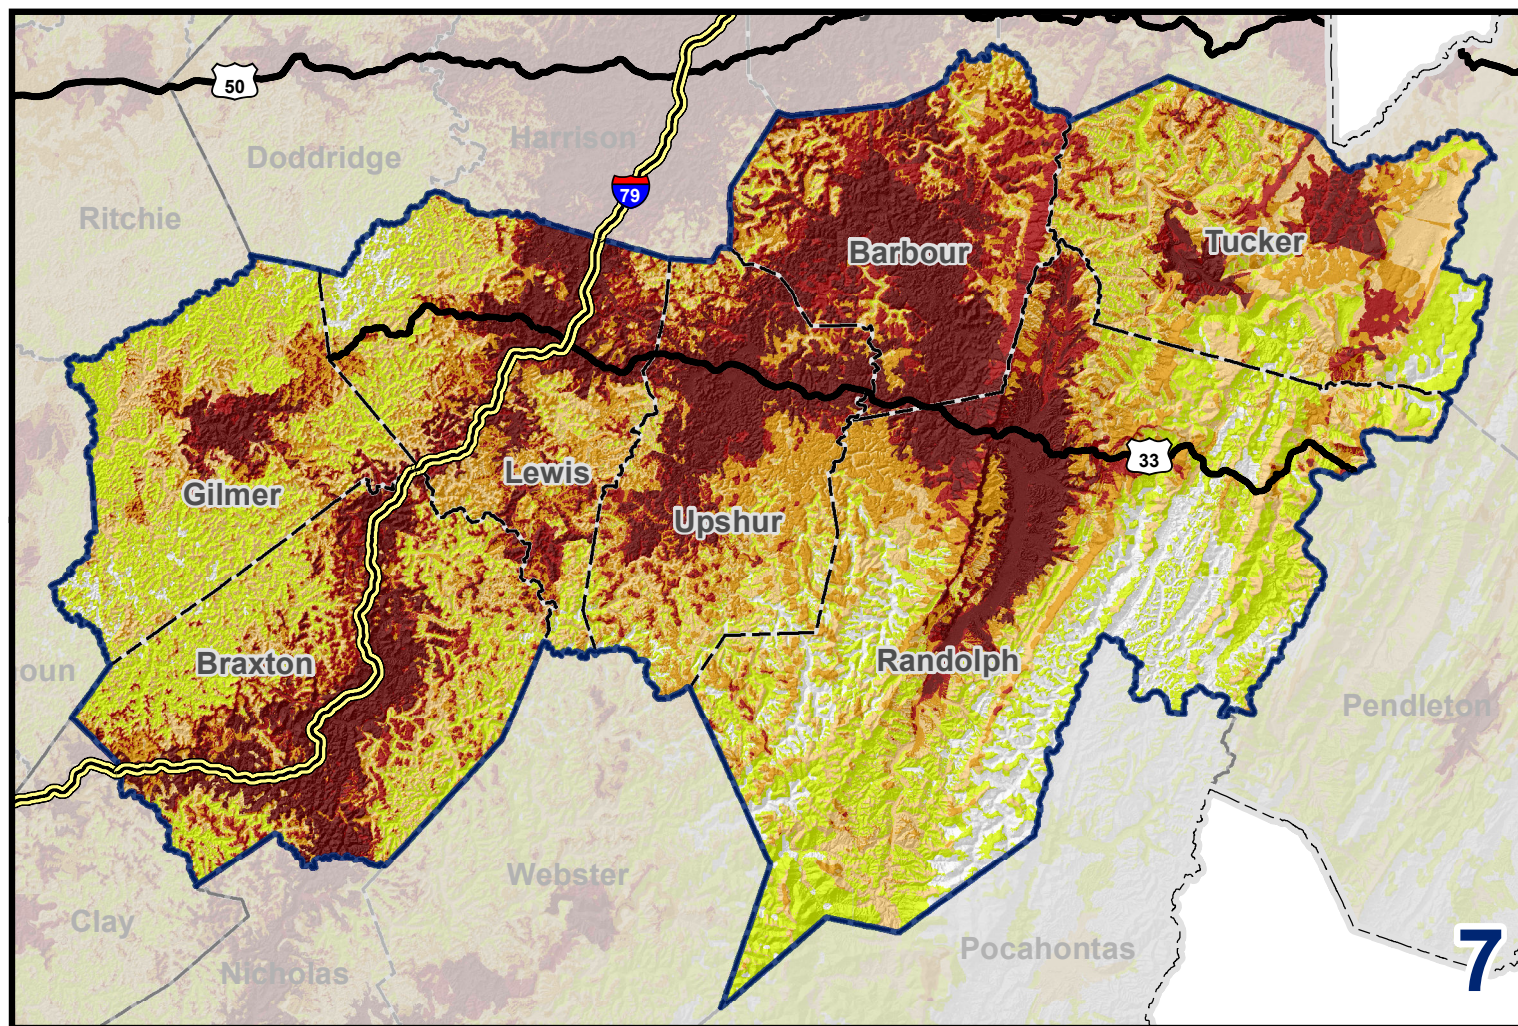 50
Harrison
Doddridge
79
Ritchie
Tucker
Barbour
33
Lewis
Gilmer
Upshur
Braxton
Randolph
oun
Pendleton
Webster
Clay
Pocahontas
Nicholas
7